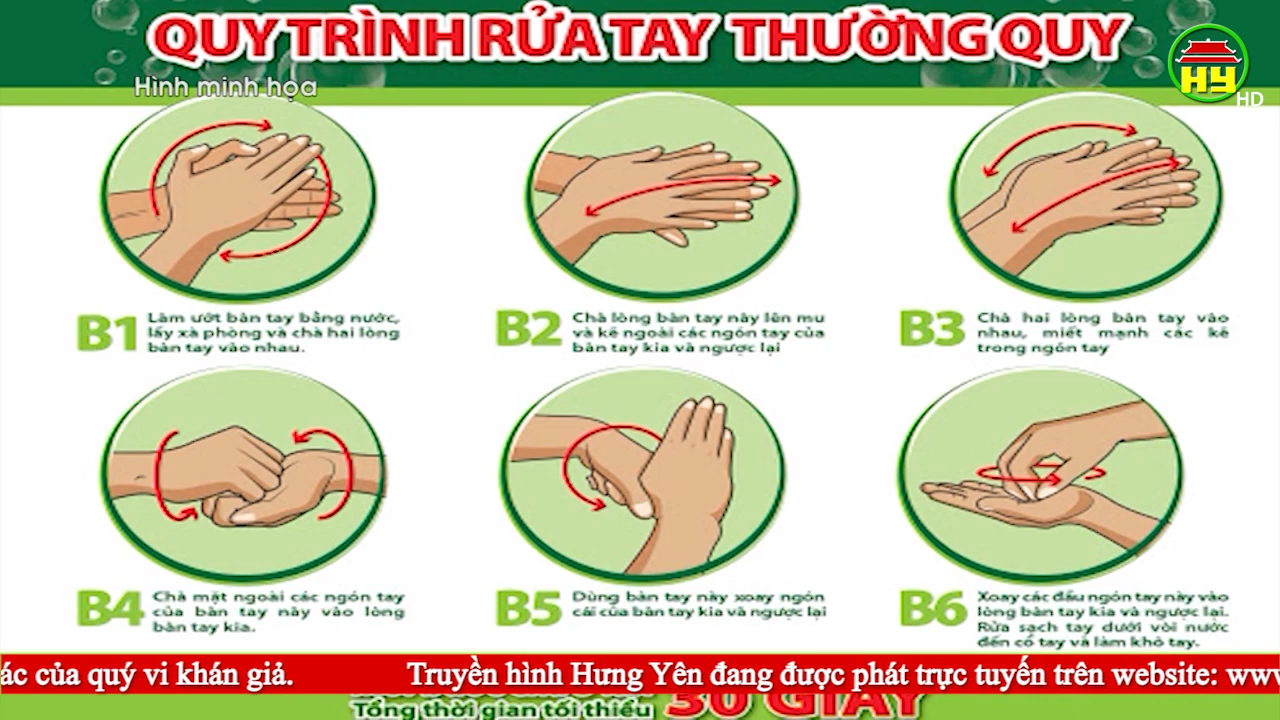 QUY TRÌNH RỬA TAY THƯỜNG QUY
Hình minh họa
HY
HD
B1
Làm ướt bàn tay bằng nước,
lấy xà phòng và chà hai lòng
bàn tay vào nhau.
B2
Chà lòng bàn tay này lên mu
và kẽ ngoài các ngón tay của
bàn tay kia và ngược lại
B3
Chà hai lòng bàn tay vào
nhau, miết mạnh các kẽ
trong ngón tay
B4
Chà mặt ngoài các ngón tay
của bàn tay này vào lòng
bàn tay kia.
B5
Dùng bàn tay này xoay ngón
cái của bàn tay kia và ngược lại
B6
Xoay các đầu ngón tay này vào
lòng bàn tay kia và ngược lại.
Rửa sạch tay dưới vòi nước
đến cổ tay và làm khô tay.
ác của quý vi khán giả. Truyền hình Hưng Yên đang được phát trực tuyến trên website: www
Tổng thời gian tối thiểu 30 GIÂY